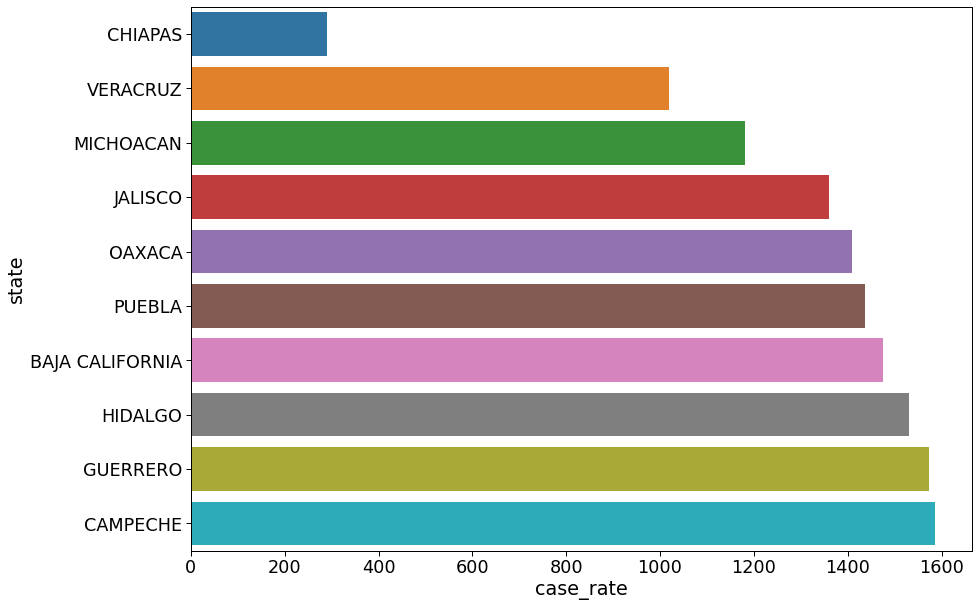 CHIAPAS
VERACRUZ
MICHOACAN
JALISCO
OAXACA
PUEBLA
BAJA CALIFORNIA
HIDALGO
GUERRERO
CAMPECHE
state
0 200 400 600 800 1000 1200 1400 1600
case_rate